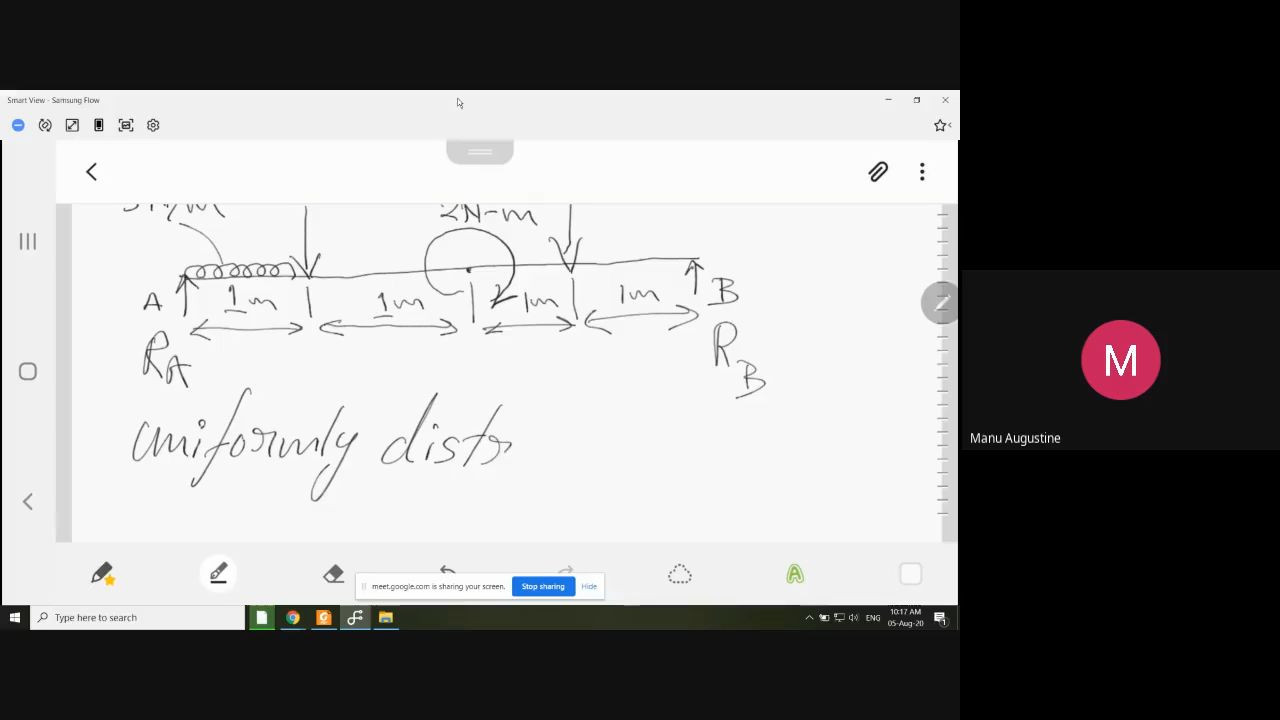 Smart View - Samsung Flow
2N-m
A
1m
1m
1m
1m
B
RA
RB
uniformly distr
Manu Augustine
meet.google.com is sharing your screen.
Stop sharing
Hide
Type here to search
ENG
10:17 AM
05-Aug-20